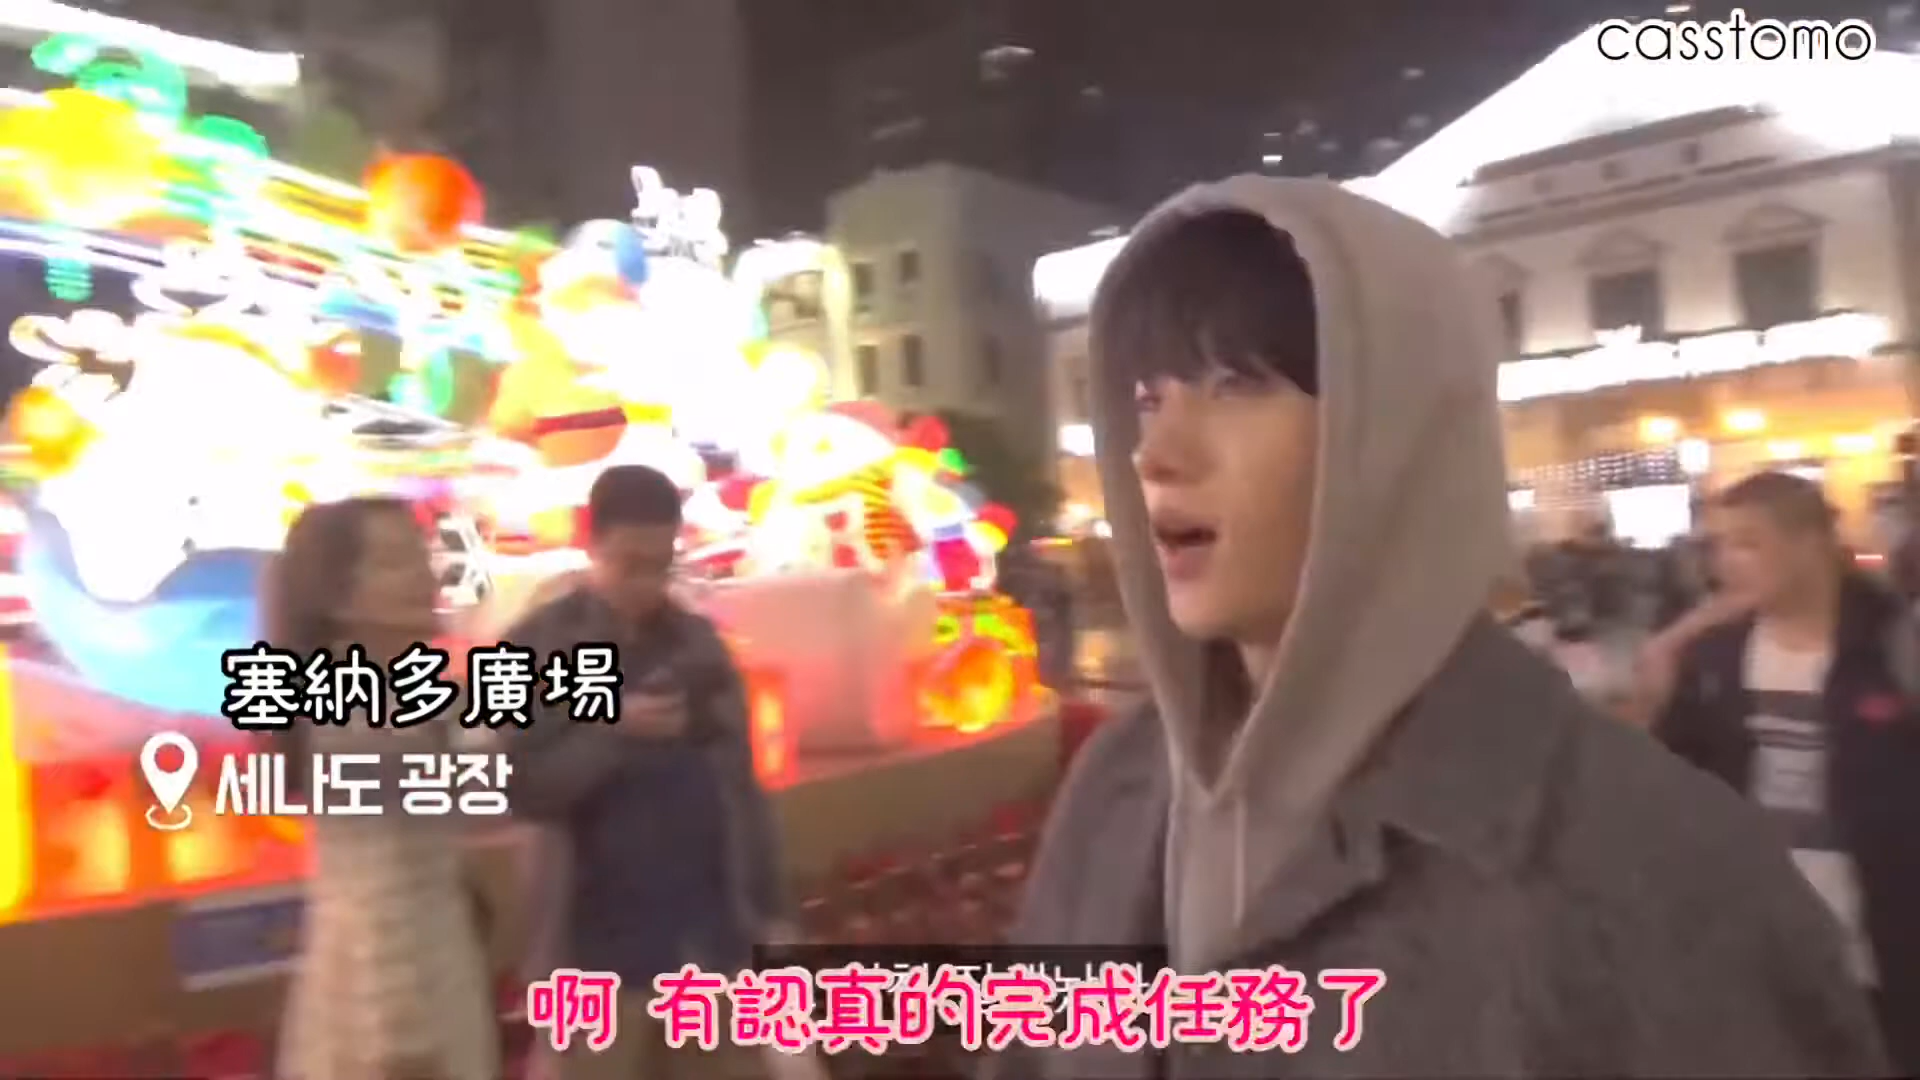 casstomo
塞納多廣場
세나도 광장
啊 有認真的完成任務了